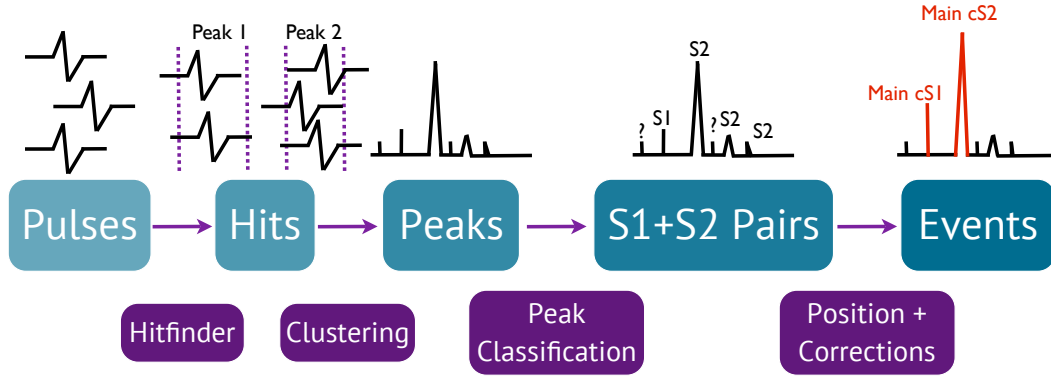 Peak 1
Peak 2
?
S1
S2
?
S2
S2
Main cS1
Main cS2
Pulses
Hits
Peaks
S1+S2 Pairs
Events
Hitfinder
Clustering
Peak
Classification
Position +
Corrections